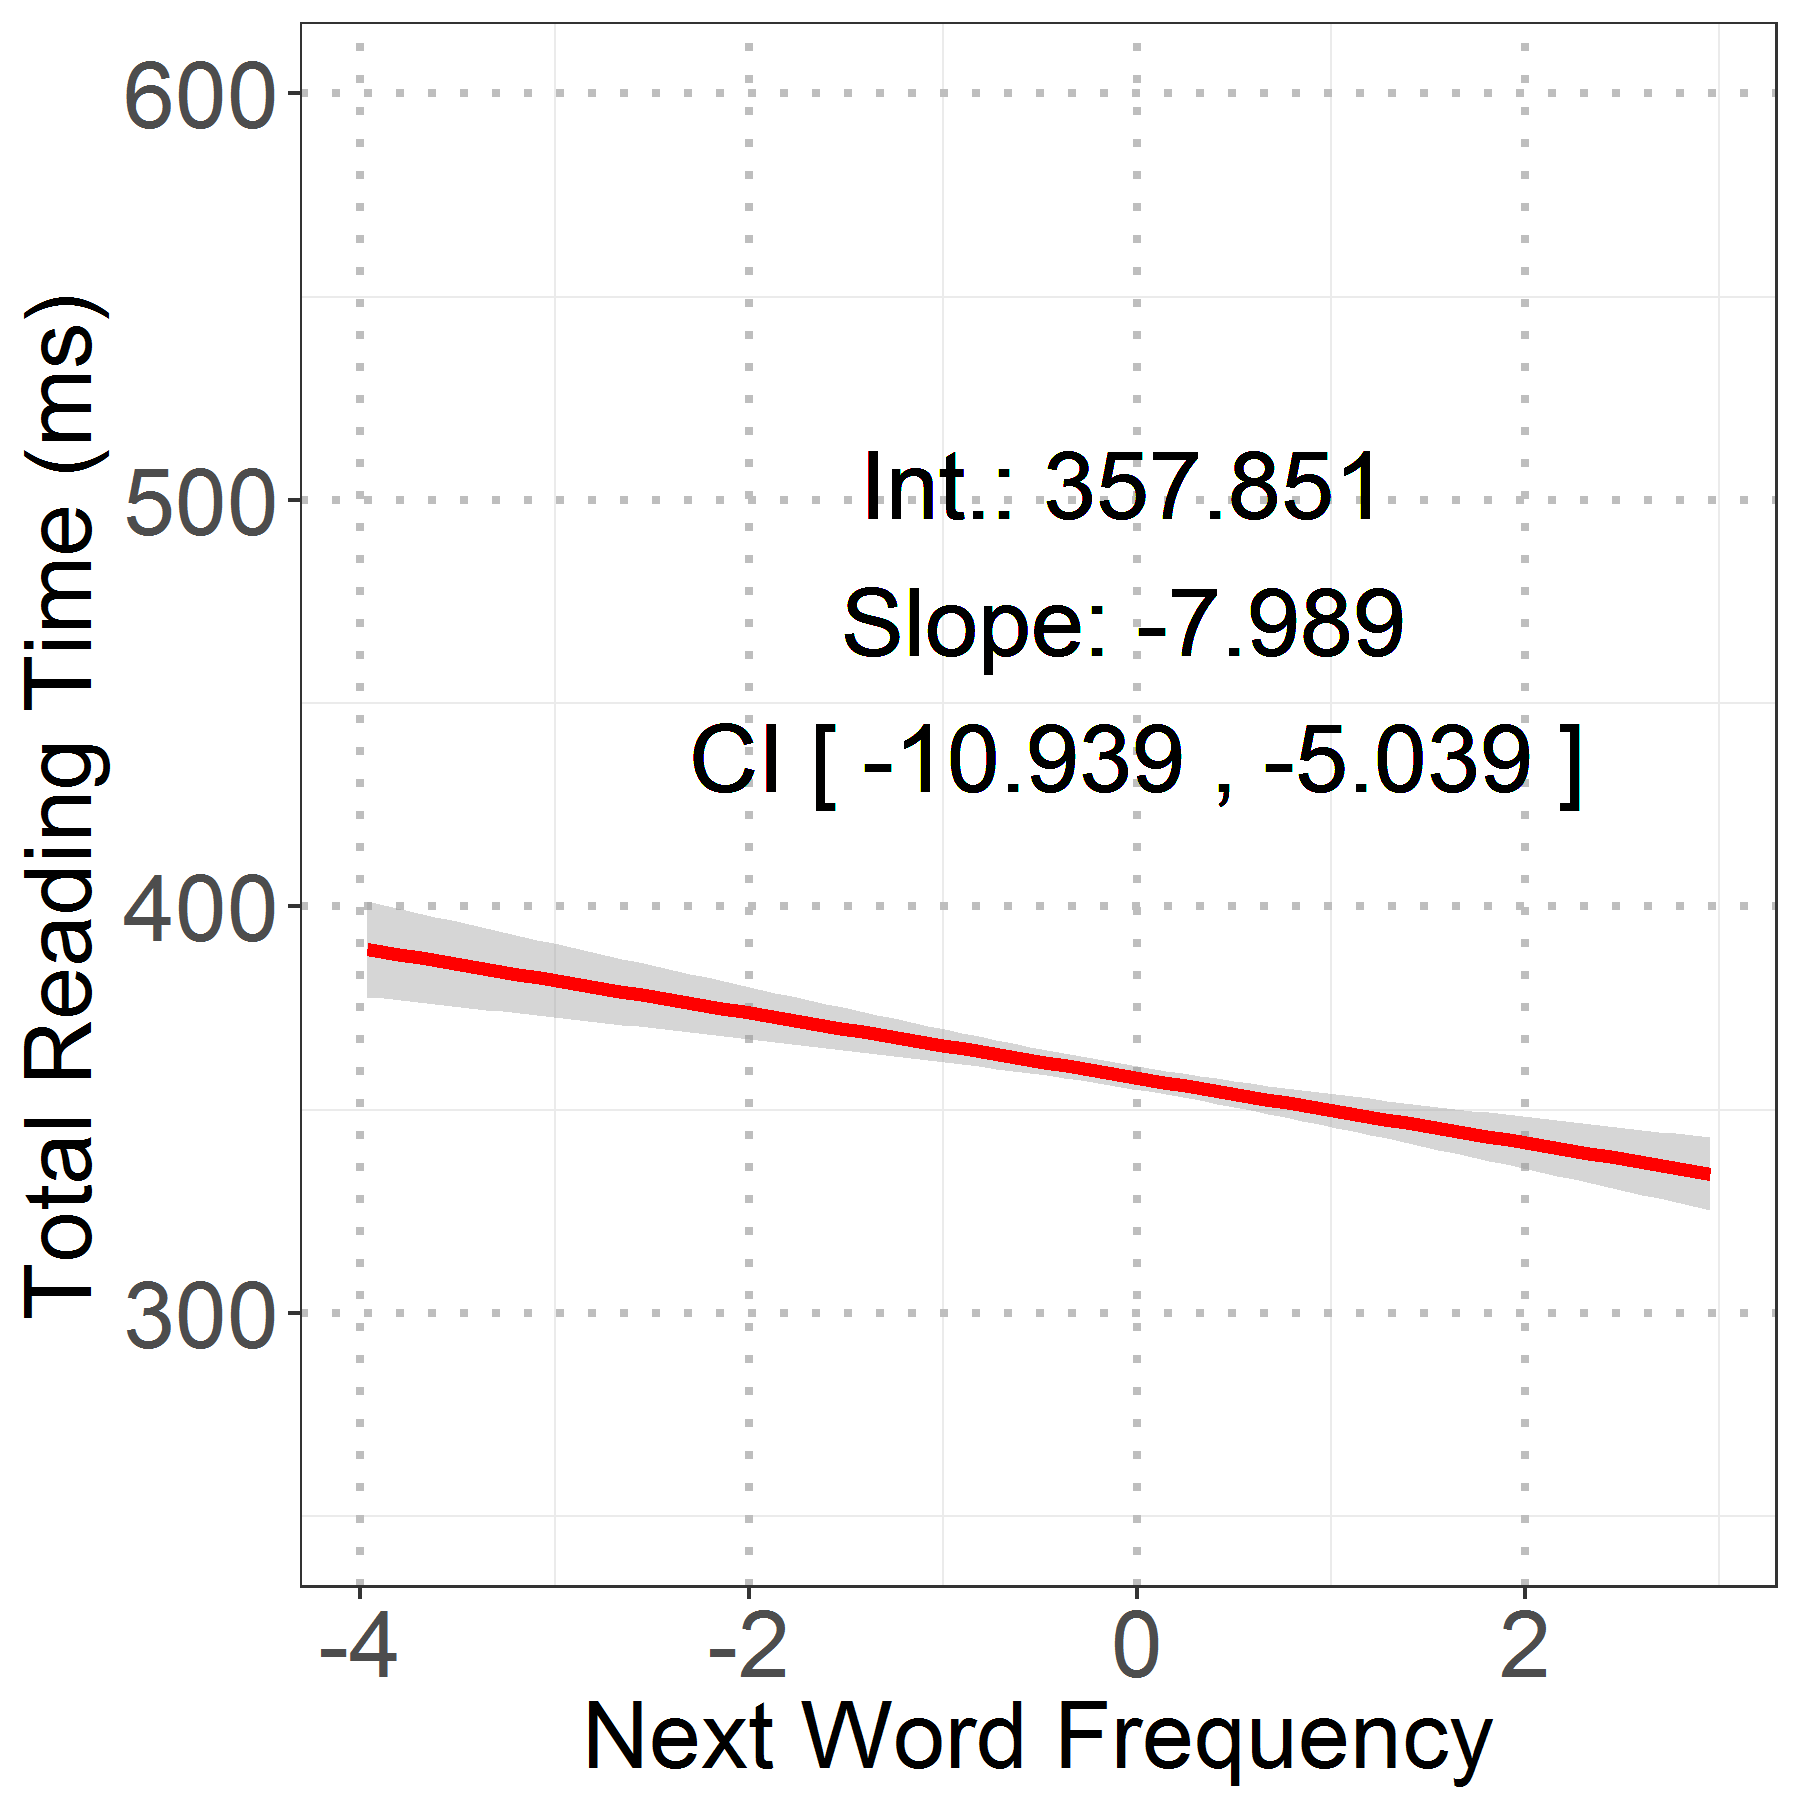 Total Reading Time (ms)
600
500
400
300
Int.: 357.851
Slope: -7.989
CI [ -10.939 , -5.039 ]
-4 -2 0 2
Next Word Frequency